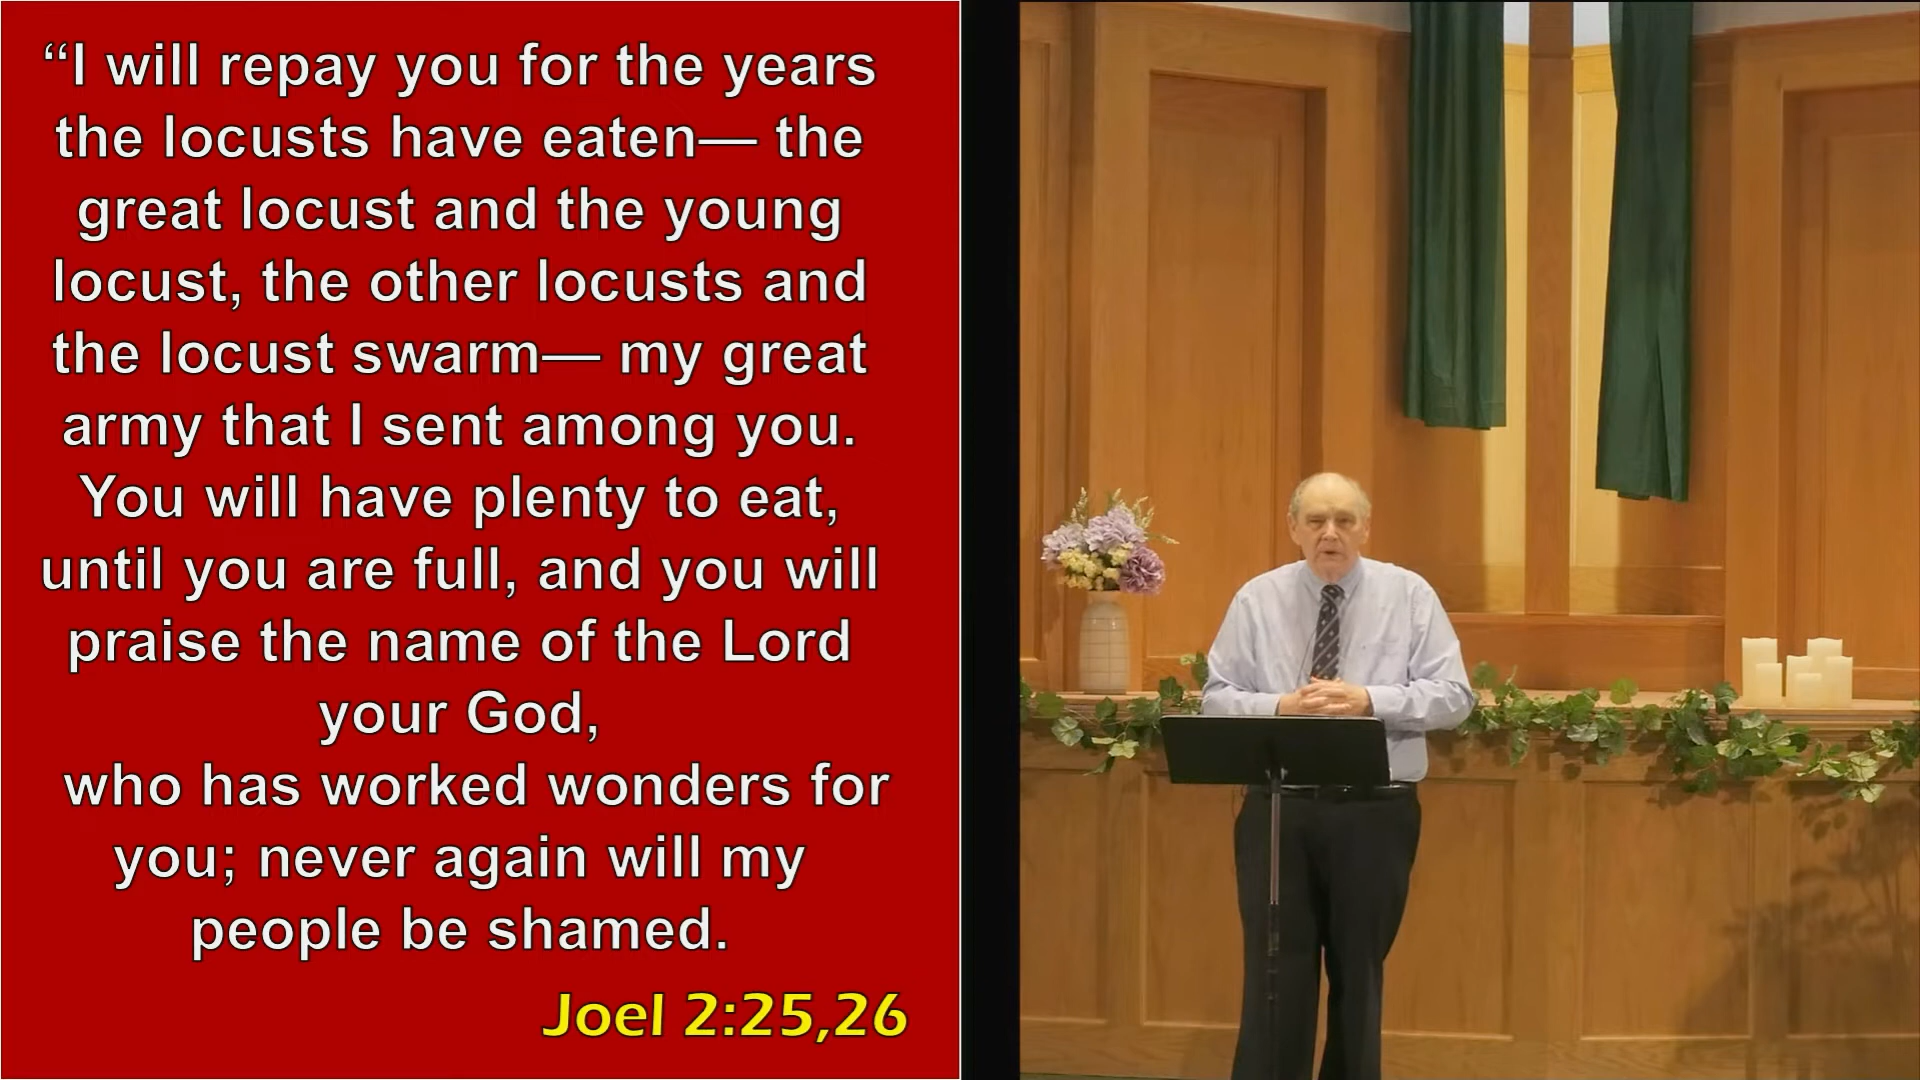 “I will repay you for the years
the locusts have eaten— the
great locust and the young
locust, the other locusts and
the locust swarm— my great
army that I sent among you.
You will have plenty to eat,
until you are full, and you will
praise the name of the Lord
your God,
who has worked wonders for
you; never again will my
people be shamed.
Joel 2:25,26